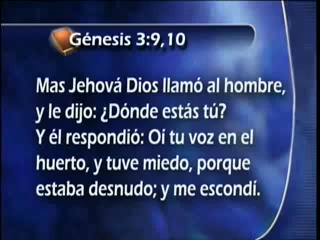 Génesis 3:9,10
Mas Jehová Dios llamó al hombre,
y le dijo: ¿Dónde estás tú?
Y él respondió: Oí tu voz en el
huerto, y tuve miedo, porque
estaba desnudo; y me escondí.